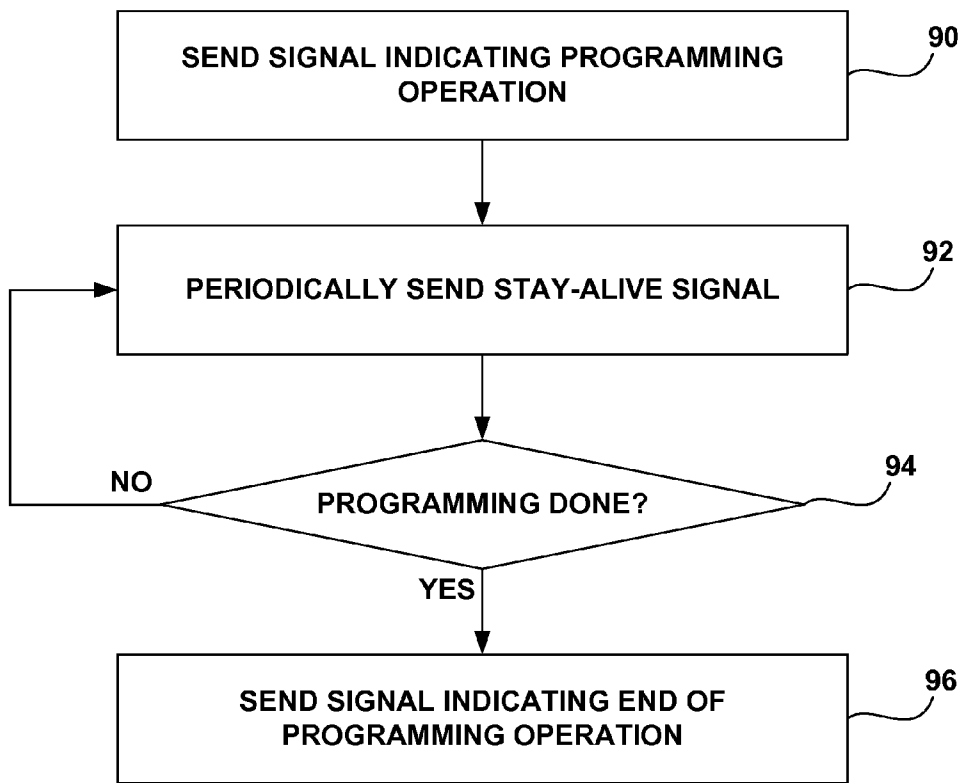 SEND SIGNAL INDICATING PROGRAMMING
OPERATION
90
PERIODICALLY SEND STAY-ALIVE SIGNAL
92
PROGRAMMING DONE?
94
NO
YES
SEND SIGNAL INDICATING END OF
PROGRAMMING OPERATION
96